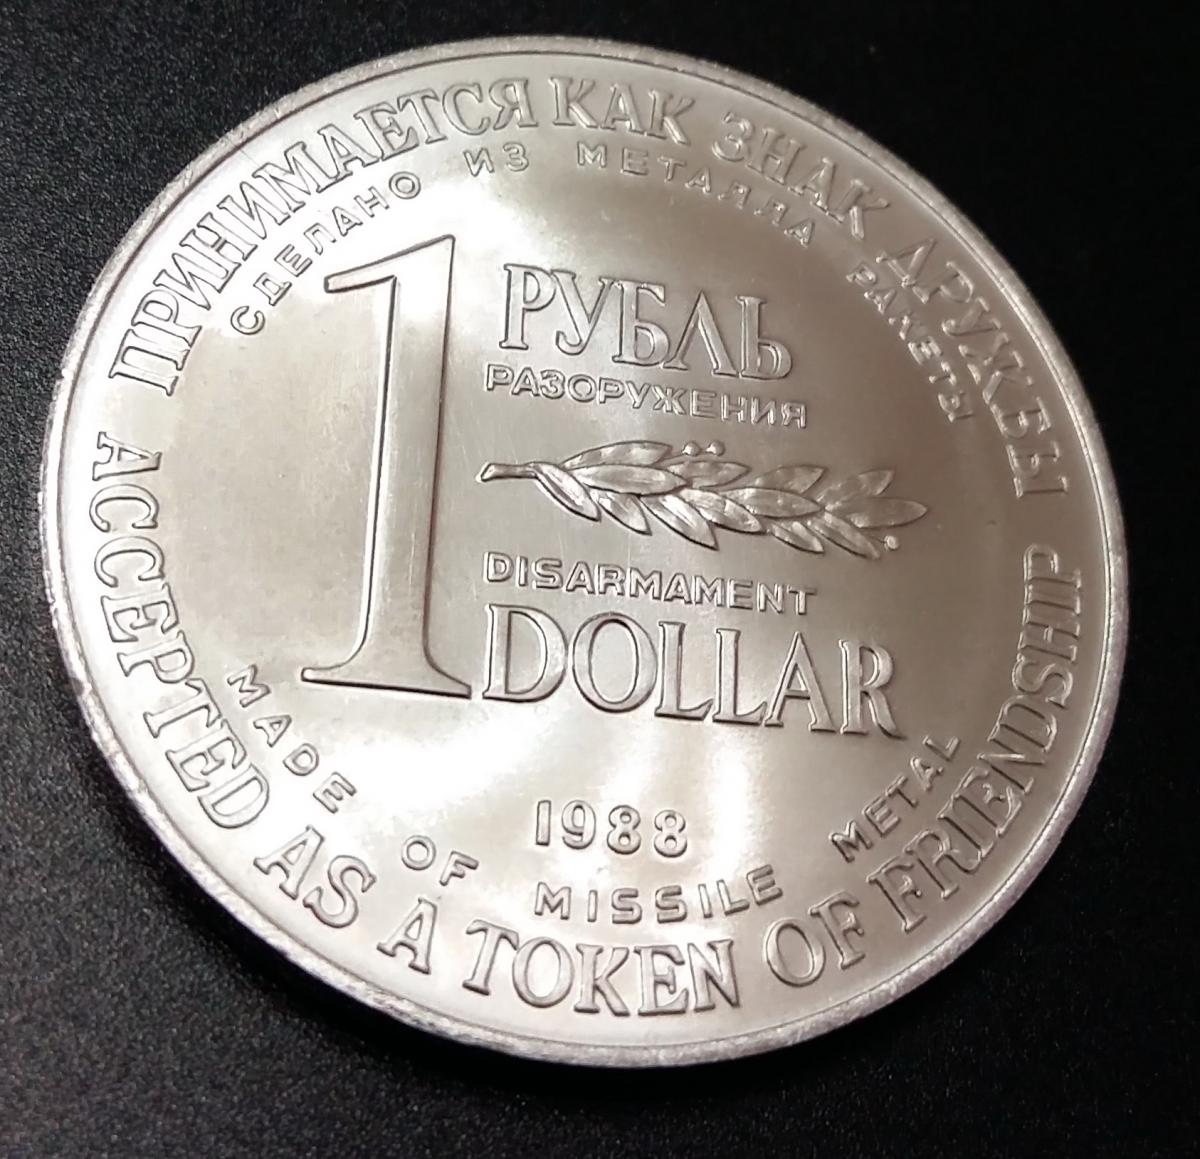 ПРИНИМАЕТСЯ КАК ЗНАК ДРУЖБЫ
СДЕЛАНО ИЗ МЕТАЛЛА РАКЕТЫ
1
РУБЛЬ
РАЗОРУЖЕНИЯ
DISARMAMENT
DOLLAR
1988
MADE OF MISSILE METAL
ACCEPTED AS A TOKEN OF FRIENDSHIP